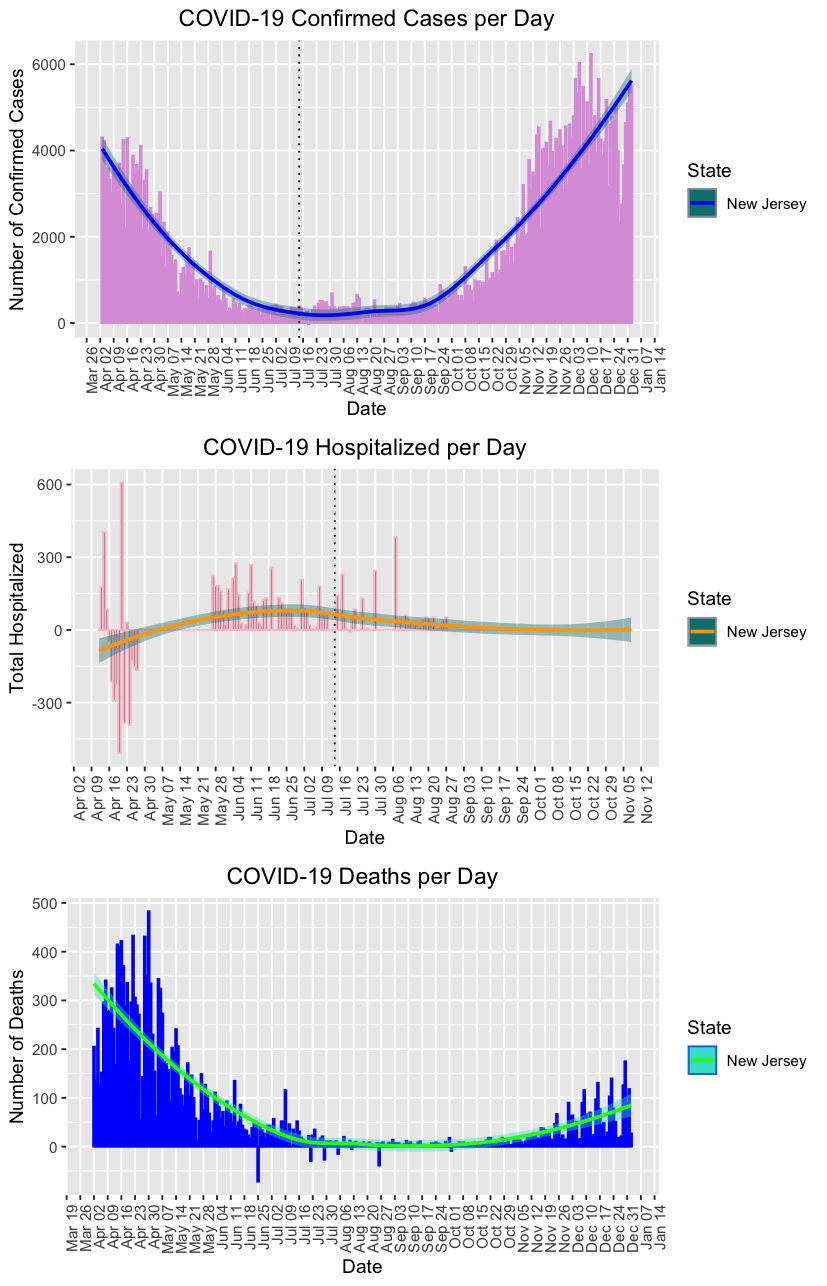 COVID-19 Confirmed Cases per Day
Number of Confirmed Cases
6000
4000
2000
0
Mar 26
Apr 02
Apr 09
Apr 16
Apr 23
Apr 30
May 07
May 14
May 21
May 28
Jun 04
Jun 11
Jun 18
Jun 25
Jul 02
Jul 09
Jul 16
Jul 23
Jul 30
Aug 06
Aug 13
Aug 20
Aug 27
Sep 03
Sep 10
Sep 17
Sep 24
Oct 01
Oct 08
Oct 15
Oct 22
Oct 29
Nov 05
Nov 12
Nov 19
Nov 26
Dec 03
Dec 10
Dec 17
Dec 24
Dec 31
Jan 07
Jan 14
Date
State
New Jersey
COVID-19 Hospitalized per Day
Total Hospitalized
600
300
0
-300
Apr 02
Apr 09
Apr 16
Apr 23
Apr 30
May 07
May 14
May 21
May 28
Jun 04
Jun 11
Jun 18
Jun 25
Jul 02
Jul 09
Jul 16
Jul 23
Jul 30
Aug 06
Aug 13
Aug 20
Aug 27
Sep 03
Sep 10
Sep 17
Sep 24
Oct 01
Oct 08
Oct 15
Oct 22
Oct 29
Nov 05
Nov 12
Date
State
New Jersey
COVID-19 Deaths per Day
Number of Deaths
500
400
300
200
100
0
Mar 19
Mar 26
Apr 02
Apr 09
Apr 16
Apr 23
Apr 30
May 07
May 14
May 21
May 28
Jun 04
Jun 11
Jun 18
Jun 25
Jul 02
Jul 09
Jul 16
Jul 23
Jul 30
Aug 06
Aug 13
Aug 20
Aug 27
Sep 03
Sep 10
Sep 17
Sep 24
Oct 01
Oct 08
Oct 15
Oct 22
Oct 29
Nov 05
Nov 12
Nov 19
Nov 26
Dec 03
Dec 10
Dec 17
Dec 24
Dec 31
Jan 07
Jan 14
Date
State
New Jersey